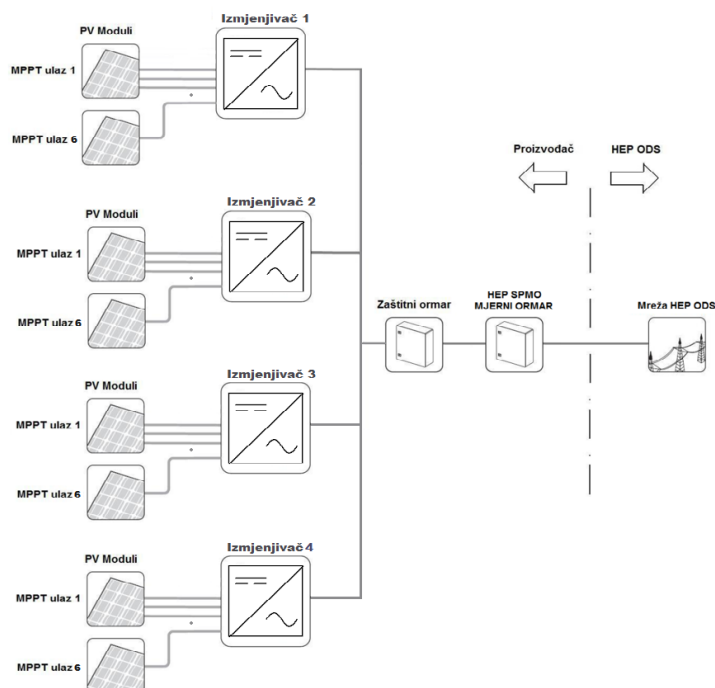 Izmjenjivač 1
PV Moduli
MPPT ulaz 1
MPPT ulaz 6
Proizvođač
HEP ODS
Izmjenjivač 2
PV Moduli
MPPT ulaz 1
MPPT ulaz 6
Zaštitni ormar
HEP SPMO
MJERNI ORMAR
Mreža HEP ODS
Izmjenjivač 3
PV Moduli
MPPT ulaz 1
MPPT ulaz 6
Izmjenjivač 4
PV Moduli
MPPT ulaz 1
MPPT ulaz 6